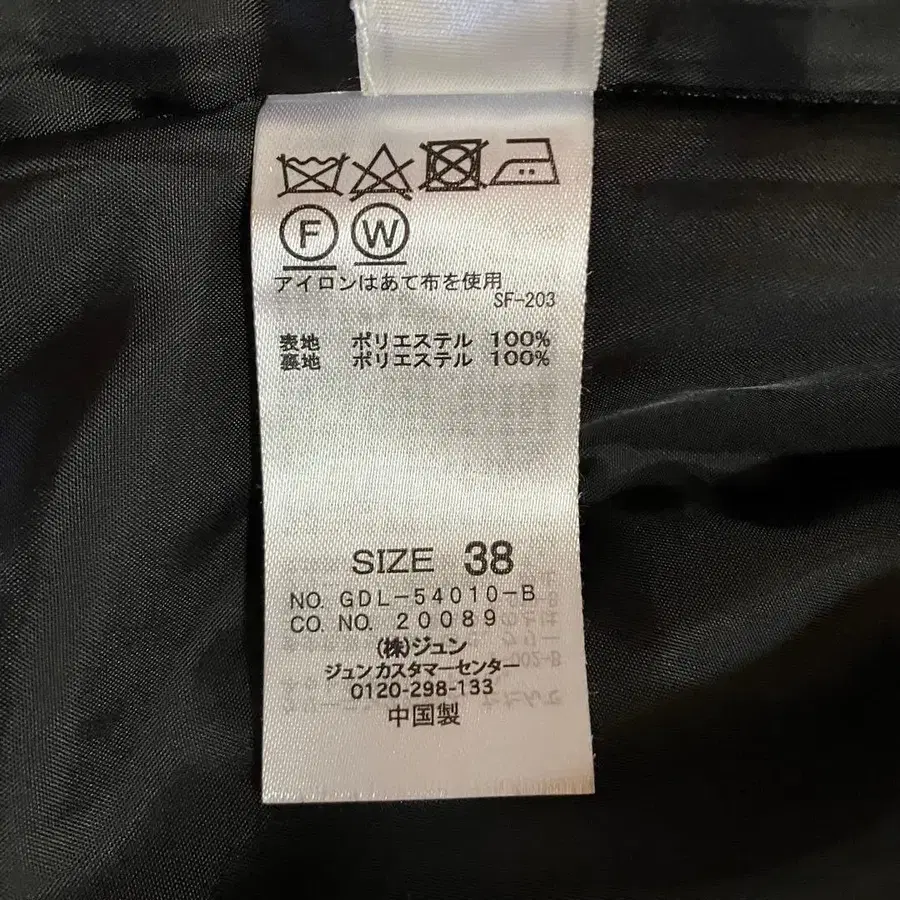 F W
アイロンはあて布を使用
SF-203
表地 ポリエステル 100%
裏地 ポリエステル 100%
SIZE 38
NO. GDL-54010-B
CO. NO. 20089
(株)ジュン
ジュンカスタマーセンター
0120-298-133
中国製